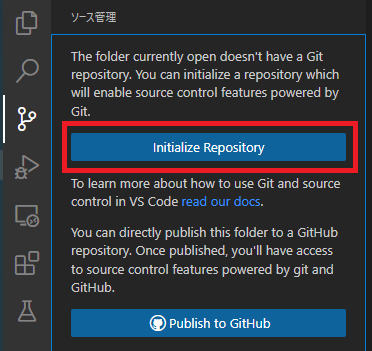 ソース管理
The folder currently open doesn't have a Git
repository. You can initialize a repository which
will enable source control features powered by
Git.
Initialize Repository
To learn more about how to use Git and source
control in VS Code read our docs.
You can directly publish this folder to a GitHub
repository. Once published, you'll have access
to source control features powered by git and
GitHub.
Publish to GitHub